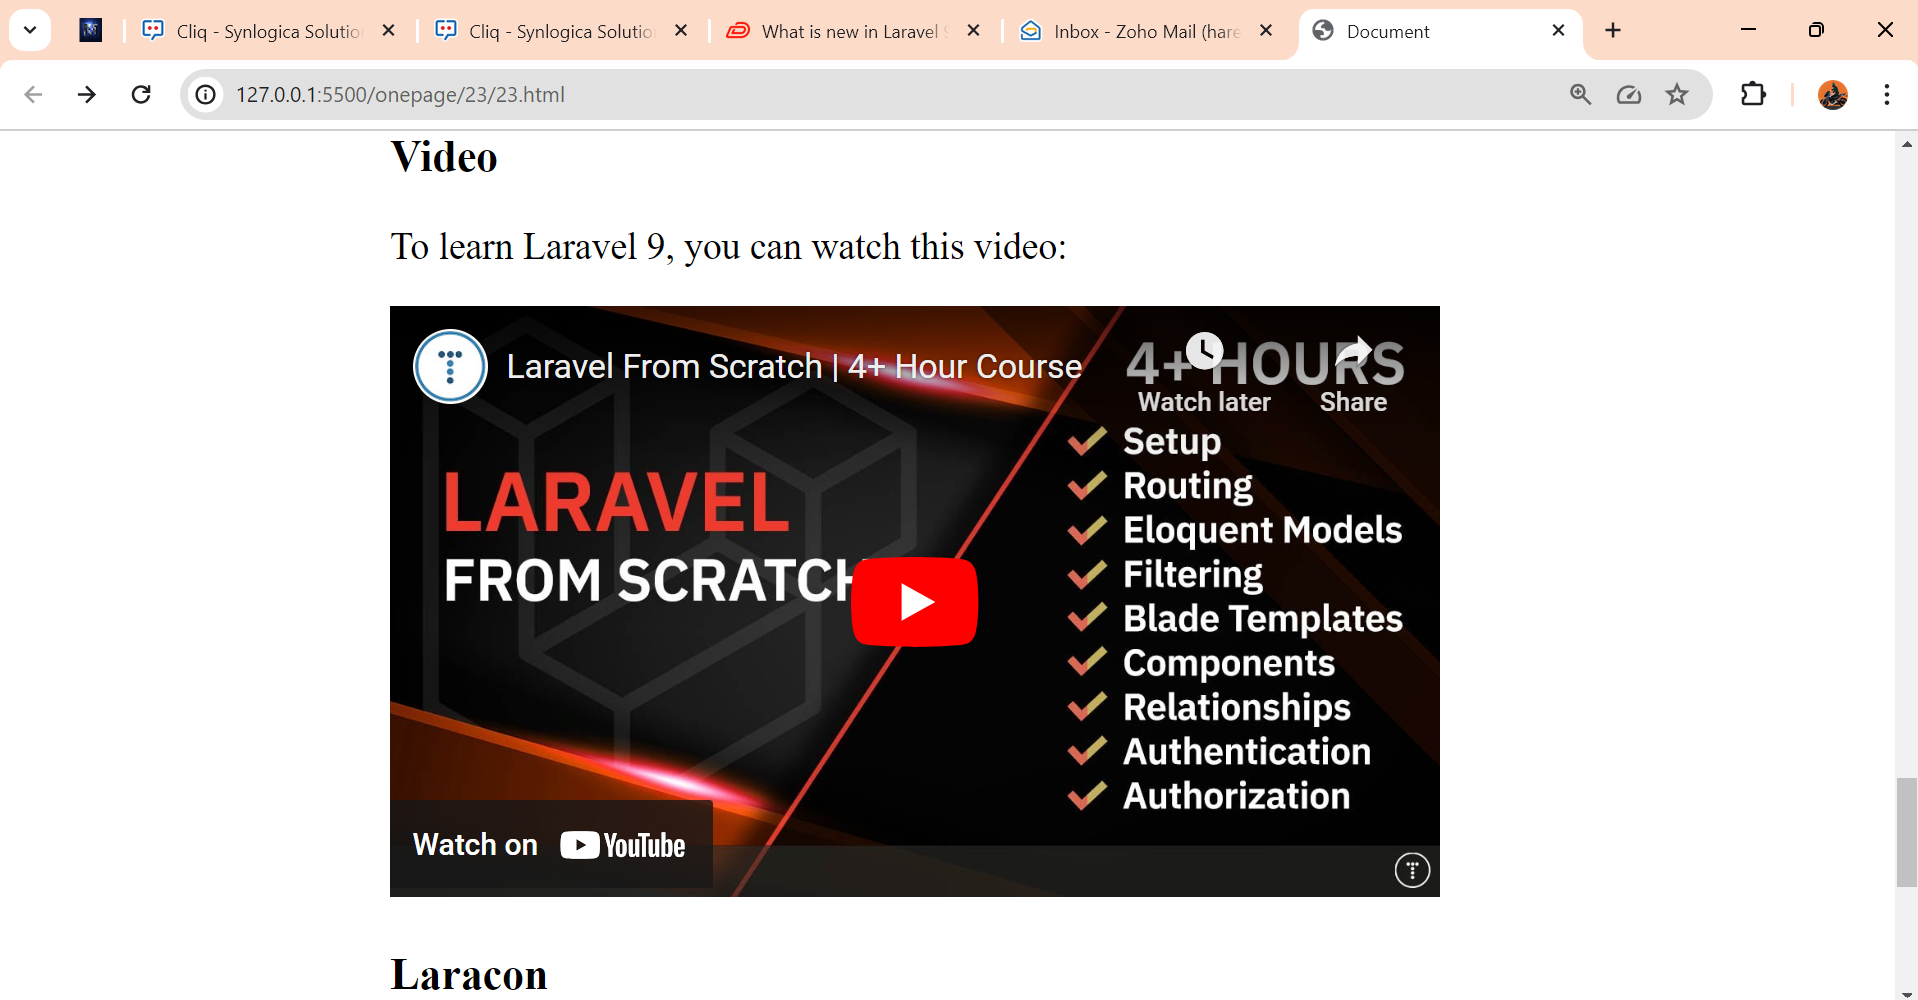 Cliq - Synlogica Solutio
Cliq - Synlogica Solutio
What is new in Laravel
Inbox - Zoho Mail (hare
Document
127.0.0.1:5500/onepage/23/23.html
Video
To learn Laravel 9, you can watch this video:
Laravel From Scratch | 4+ Hour Course
4+ HOURS
Watch later
Share
LARAVEL
FROM SCRATCH
Setup
Routing
Eloquent Models
Filtering
Blade Templates
Components
Relationships
Authentication
Authorization
Watch on YouTube
Laracon